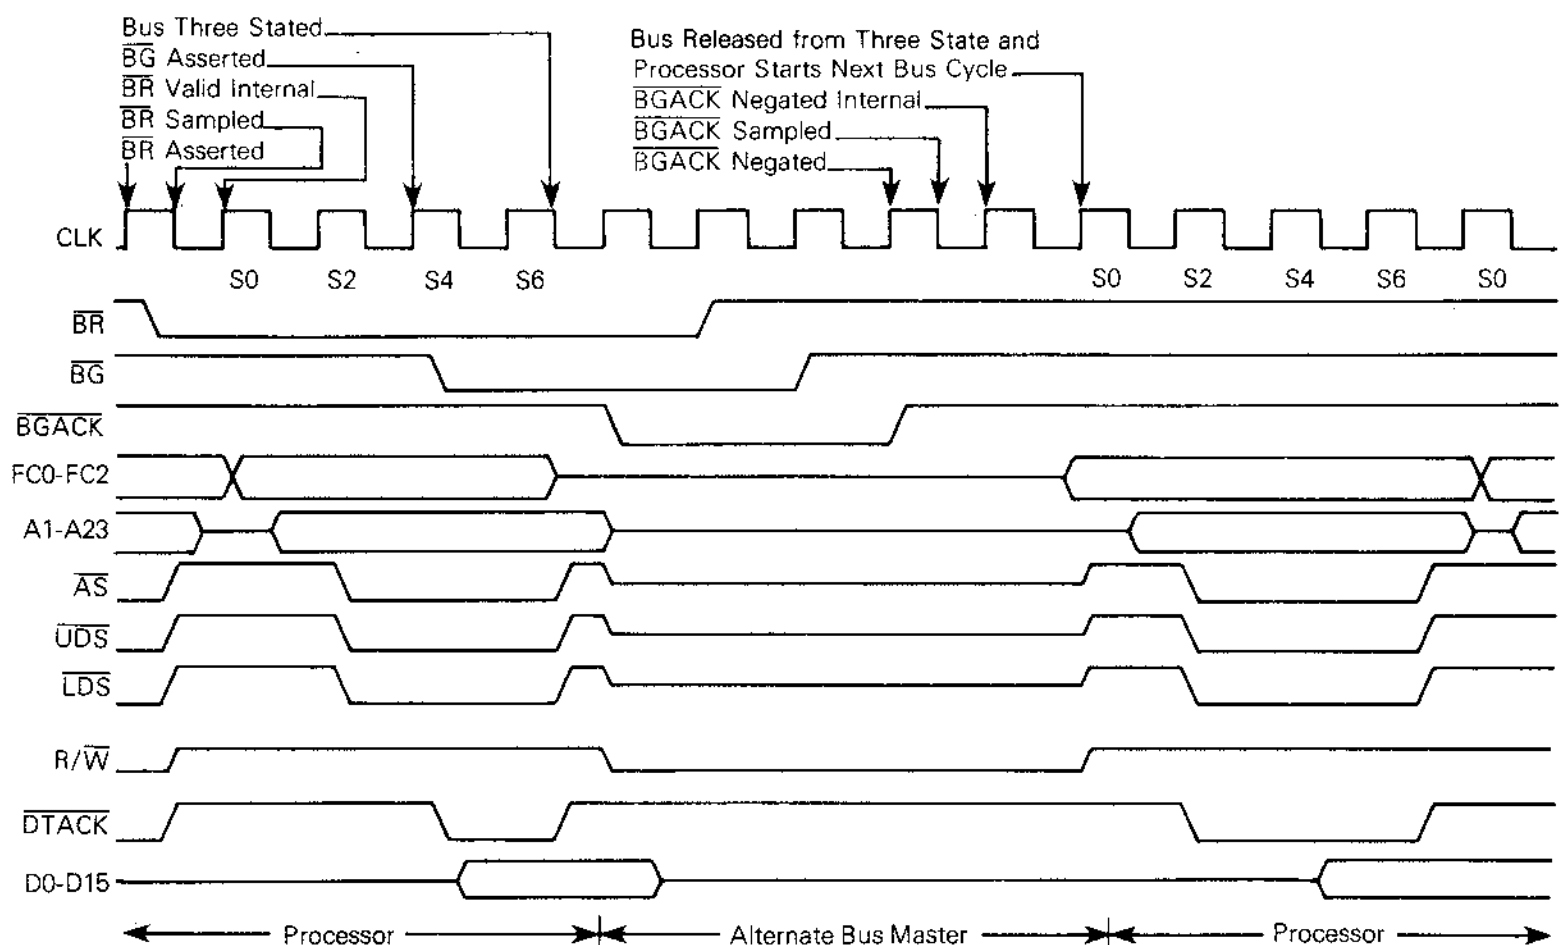 Bus Three Stated
BG Asserted
BR Valid Internal
BR Sampled
BR Asserted
Bus Released from Three State and
Processor Starts Next Bus Cycle
BGACK Negated Internal
BGACK Sampled
BGACK Negated
CLK
S0 S2 S4 S6 S0 S2 S4 S6 S0
BR
BG
BGACK
FC0-FC2
A1-A23
AS
UDS
LDS
R/W
DTACK
D0-D15
Processor Alternate Bus Master Processor